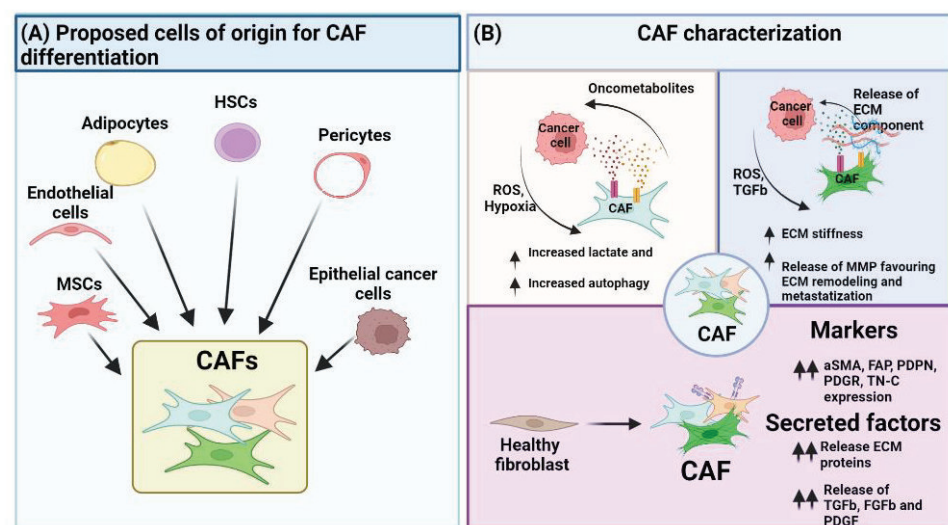 (A) Proposed cells of origin for CAF
differentiation
HSCs
Adipocytes
Pericytes
Endothelial
cells
MSCs
Epithelial cancer
cells
CAFs
(B)
CAF characterization
Oncometabolites
Cancer
cell
ROS,
Hypoxia
CAF
Increased lactate and
Increased autophagy
Release of
ECM
component
Cancer
cell
ROS,
TGFb
CAF
ECM stiffness
Release of MMP favouring
ECM remodeling and
metastatization
CAF
Healthy
fibroblast
CAF
Markers
aSMA, FAP, PDPN,
PDGR, TN-C
expression
Secreted factors
Release ECM
proteins
Release of
TGFb, FGFb and
PDGF